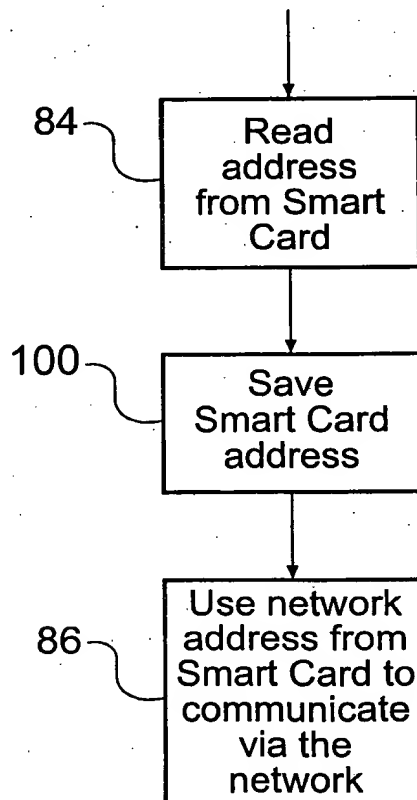 84
Read
address
from Smart
Card
100
Save
Smart Card
address
86
Use network
address from
Smart Card to
communicate
via the
network